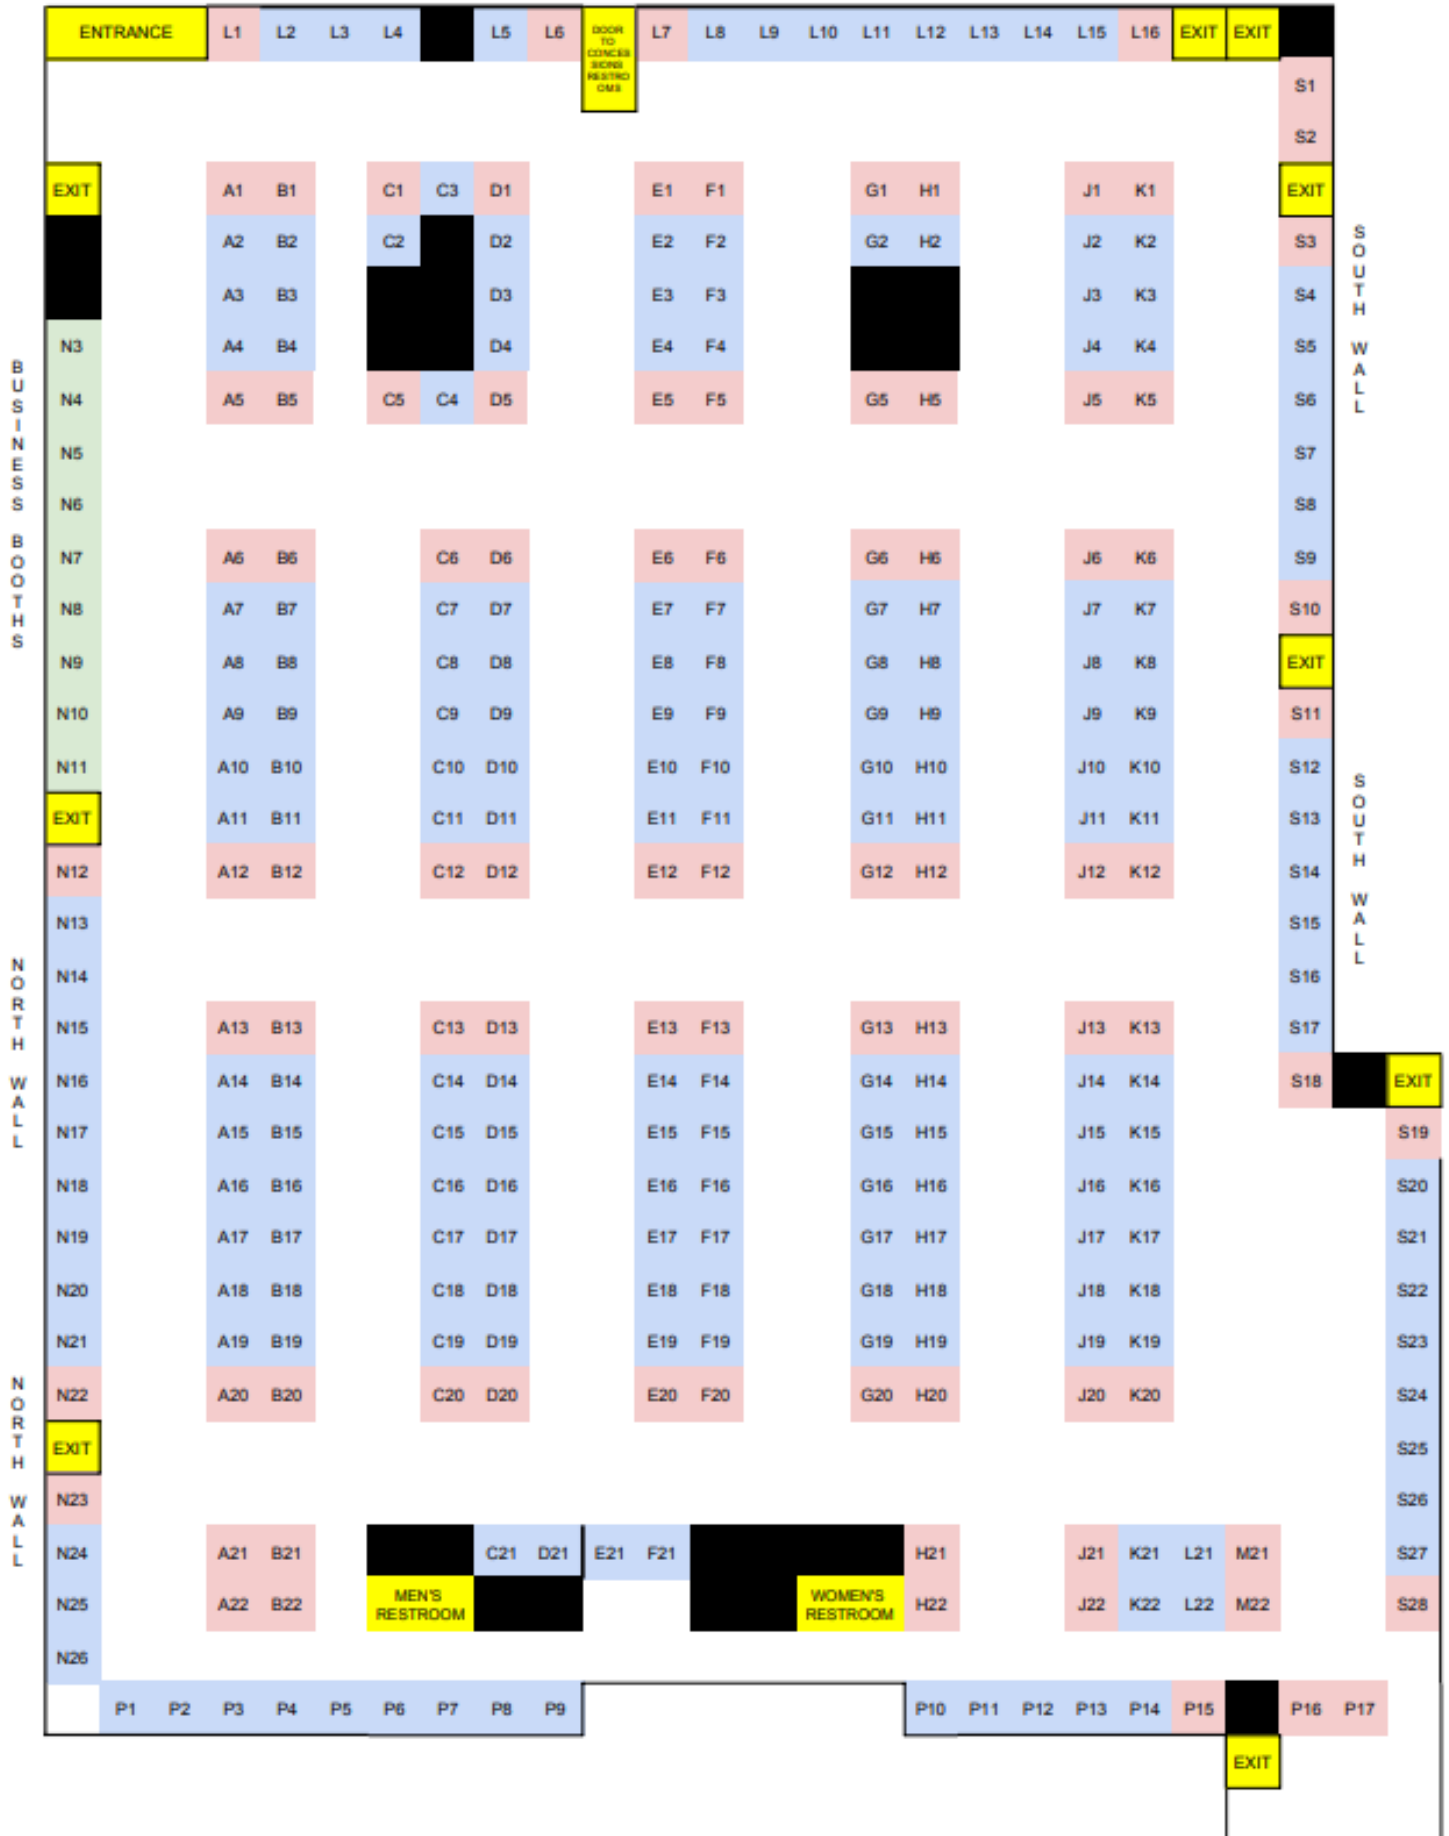 ENTRANCE L1 L2 L3 L4 L5 L6 DOOR TO CONCES SIONS RESTRO OMS L7 L8 L9 L10 L11 L12 L13 L14 L15 L16 EXIT EXIT
S1
S2
EXIT A1 B1 C1 C3 D1 E1 F1 G1 H1 J1 K1 EXIT
A2 B2 C2 D2 E2 F2 G2 H2 J2 K2 S3
A3 B3 D3 E3 F3 J3 K3 S4
N3 A4 B4 D4 E4 F4 J4 K4 S5
N4 A5 B5 C5 C4 D5 E5 F5 G5 H5 J5 K5 S6
N5 S7
N6 S8
N7 A6 B6 C6 D6 E6 F6 G6 H6 J6 K6 S9
N8 A7 B7 C7 D7 E7 F7 G7 H7 J7 K7 S10
N9 A8 B8 C8 D8 E8 F8 G8 H8 J8 K8 EXIT
N10 A9 B9 C9 D9 E9 F9 G9 H9 J9 K9 S11
N11 A10 B10 C10 D10 E10 F10 G10 H10 J10 K10 S12
EXIT A11 B11 C11 D11 E11 F11 G11 H11 J11 K11 S13
N12 A12 B12 C12 D12 E12 F12 G12 H12 J12 K12 S14
N13 S15
N14 S16
N15 A13 B13 C13 D13 E13 F13 G13 H13 J13 K13 S17
N16 A14 B14 C14 D14 E14 F14 G14 H14 J14 K14 S18 EXIT
N17 A15 B15 C15 D15 E15 F15 G15 H15 J15 K15 S19
N18 A16 B16 C16 D16 E16 F16 G16 H16 J16 K16 S20
N19 A17 B17 C17 D17 E17 F17 G17 H17 J17 K17 S21
N20 A18 B18 C18 D18 E18 F18 G18 H18 J18 K18 S22
N21 A19 B19 C19 D19 E19 F19 G19 H19 J19 K19 S23
N22 A20 B20 C20 D20 E20 F20 G20 H20 J20 K20 S24
EXIT S25
N23 S26
N24 A21 B21 C21 D21 E21 F21 H21 J21 K21 L21 M21 S27
N25 A22 B22 MEN'S RESTROOM WOMEN'S RESTROOM H22 J22 K22 L22 M22 S28
N26
P1 P2 P3 P4 P5 P6 P7 P8 P9 P10 P11 P12 P13 P14 P15 P16 P17
EXIT
BUSINESS BOOTHS
NORTH WALL
NORTH WALL
SOUTH WALL
SOUTH WALL